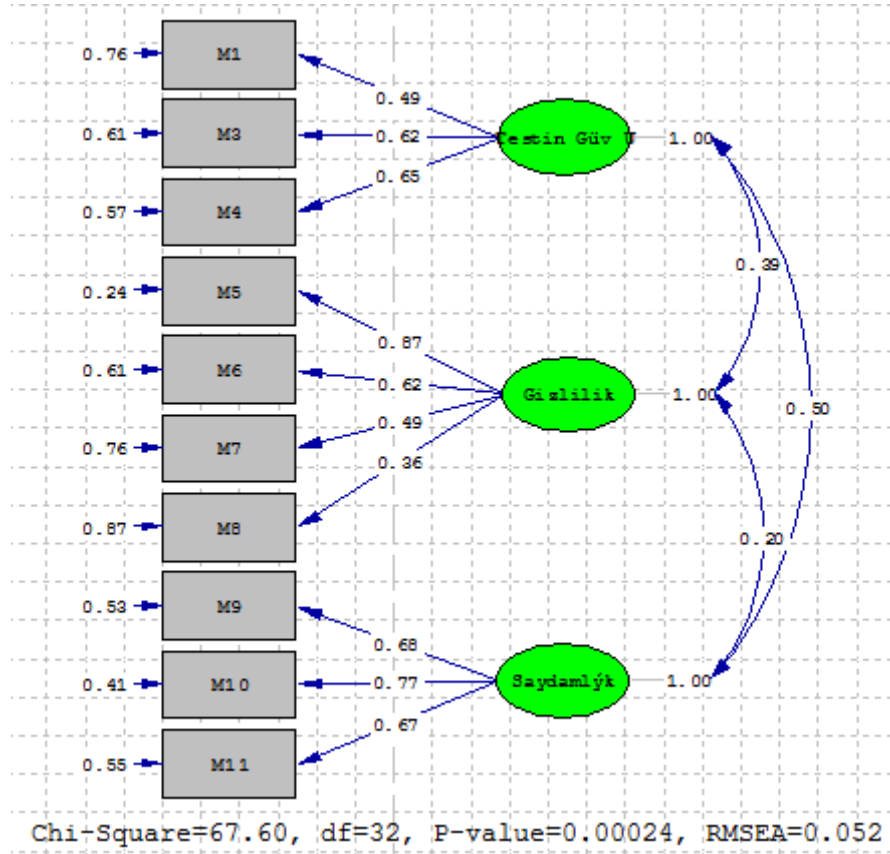 0.76 M1
0.49
0.61 M3
0.62
Testin Güv U 1.00
0.65
0.57 M4
0.39
0.24 M5
0.87
0.61 M6
0.62
Gizlilik 1.00
0.50
0.49
0.76 M7
0.36
0.87 M8
0.20
0.53 M9
0.68
0.41 M10
0.77
Saydamlýk 1.00
0.67
0.55 M11
Chi-Square=67.60, df=32, P-value=0.00024, RMSEA=0.052